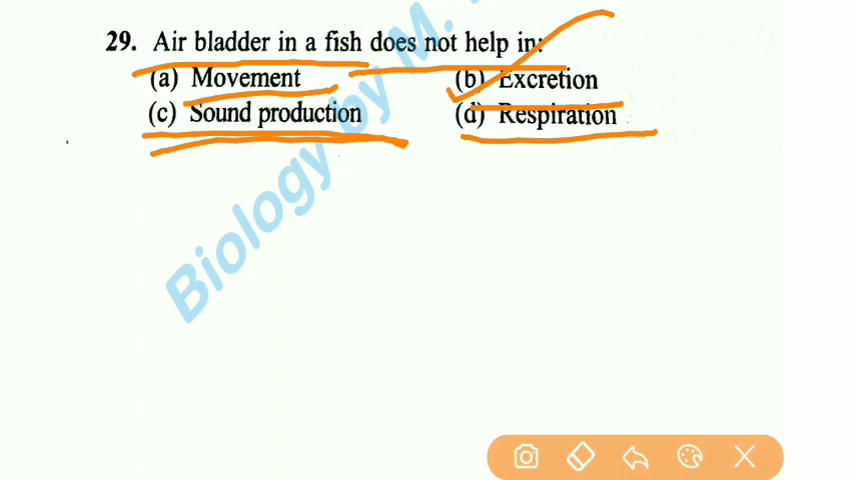 29. Air bladder in a fish does not help in:
(a) Movement (b) Excretion
(c) Sound production (d) Respiration
Biology by M.